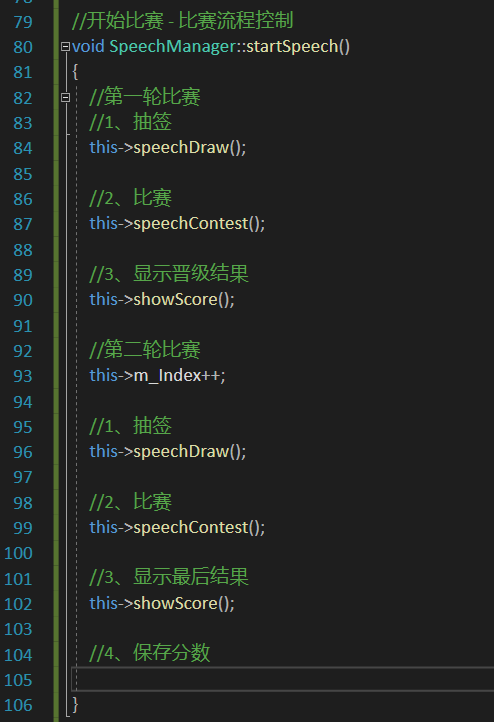 79 //开始比赛 - 比赛流程控制
80 void SpeechManager::startSpeech()
81 {
82 //第一轮比赛
83 //1、抽签
84 this->speechDraw();
85
86 //2、比赛
87 this->speechContest();
88
89 //3、显示晋级结果
90 this->showScore();
91
92 //第二轮比赛
93 this->m_Index++;
94
95 //1、抽签
96 this->speechDraw();
97
98 //2、比赛
99 this->speechContest();
100
101 //3、显示最后结果
102 this->showScore();
103
104 //4、保存分数
105
106 }